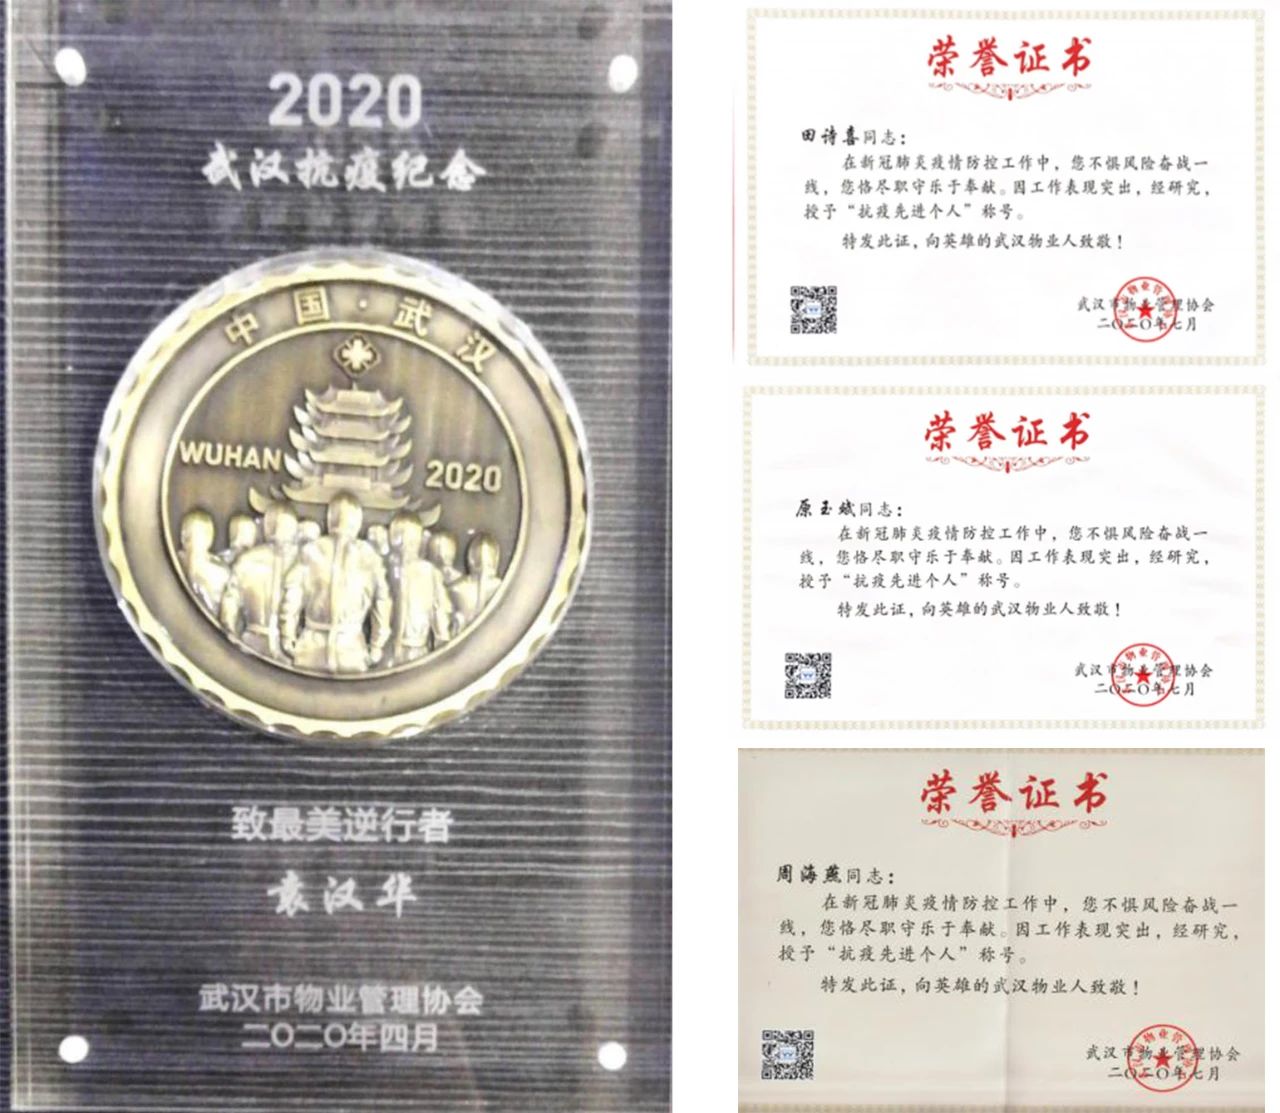 2020
武汉抗疫纪念
中国·武汉
WUHAN
2020
致最美逆行者
袁汉华
武汉市物业管理协会
二〇二〇年四月
荣誉证书
田诗喜同志：
在新冠肺炎疫情防控工作中，您不惧风险奋战一
线，您恪尽职守乐于奉献。因工作表现突出，经研究，
授予“抗疫先进个人”称号。
特发此证，向英雄的武汉物业人致敬！
武汉市物业管理协会
二〇二〇年七月
荣誉证书
原玉斌同志：
在新冠肺炎疫情防控工作中，您不惧风险奋战一
线，您恪尽职守乐于奉献。因工作表现突出，经研究，
授予“抗疫先进个人”称号。
特发此证，向英雄的武汉物业人致敬！
武汉市物业管理协会
二〇二〇年七月
荣誉证书
周海燕同志：
在新冠肺炎疫情防控工作中，您不惧风险奋战一
线，您恪尽职守乐于奉献。因工作表现突出，经研究，
授予“抗疫先进个人”称号。
特发此证，向英雄的武汉物业人致敬！
武汉市物业管理协会
二〇二〇年七月